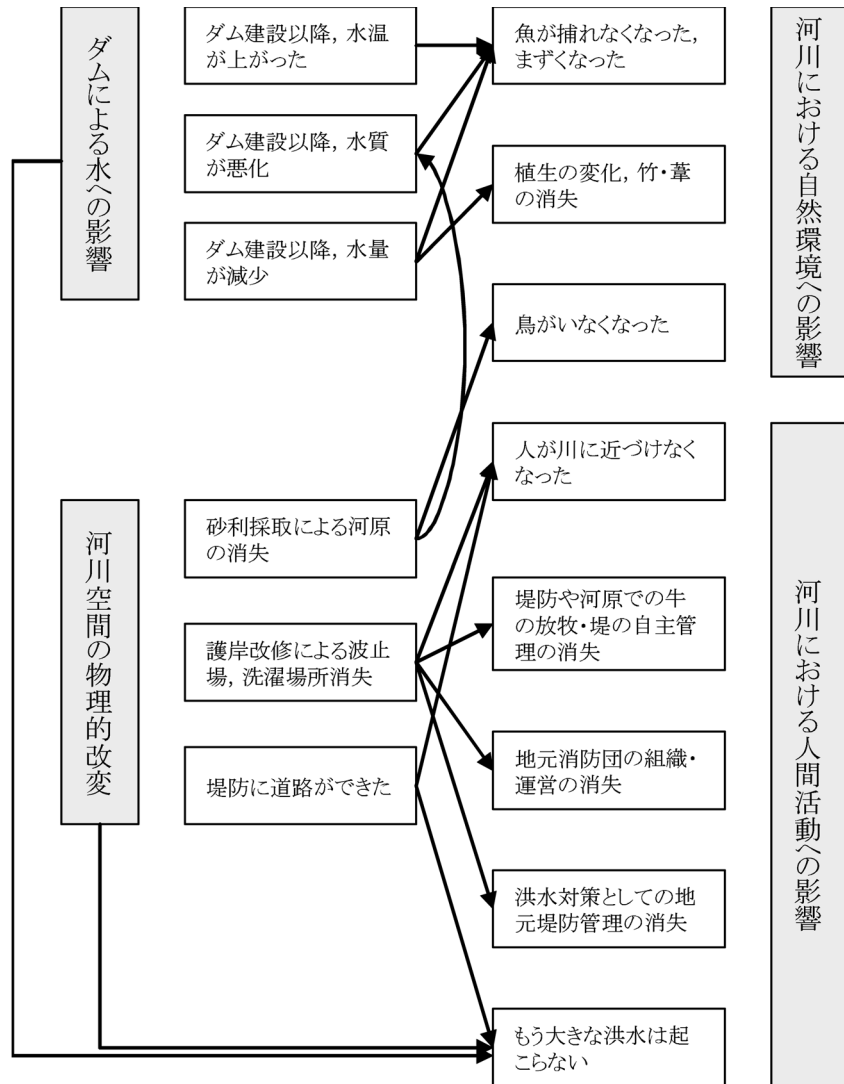 ダムによる水への影響
ダム建設以降，水温
が上がった
ダム建設以降，水質
が悪化
ダム建設以降，水量
が減少
魚が捕れなくなった，
まずくなった
植生の変化，竹・葦
の消失
鳥がいなくなった
河川における自然環境への影響
河川空間の物理的改変
砂利採取による河原
の消失
護岸改修による波止
場，洗濯場所消失
堤防に道路ができた
人が川に近づけなく
なった
堤防や河原での牛
の放牧・堤の自主管
理の消失
地元消防団の組織・
運営の消失
洪水対策としての地
元堤防管理の消失
もう大きな洪水は起
こらない
河川における人間活動への影響